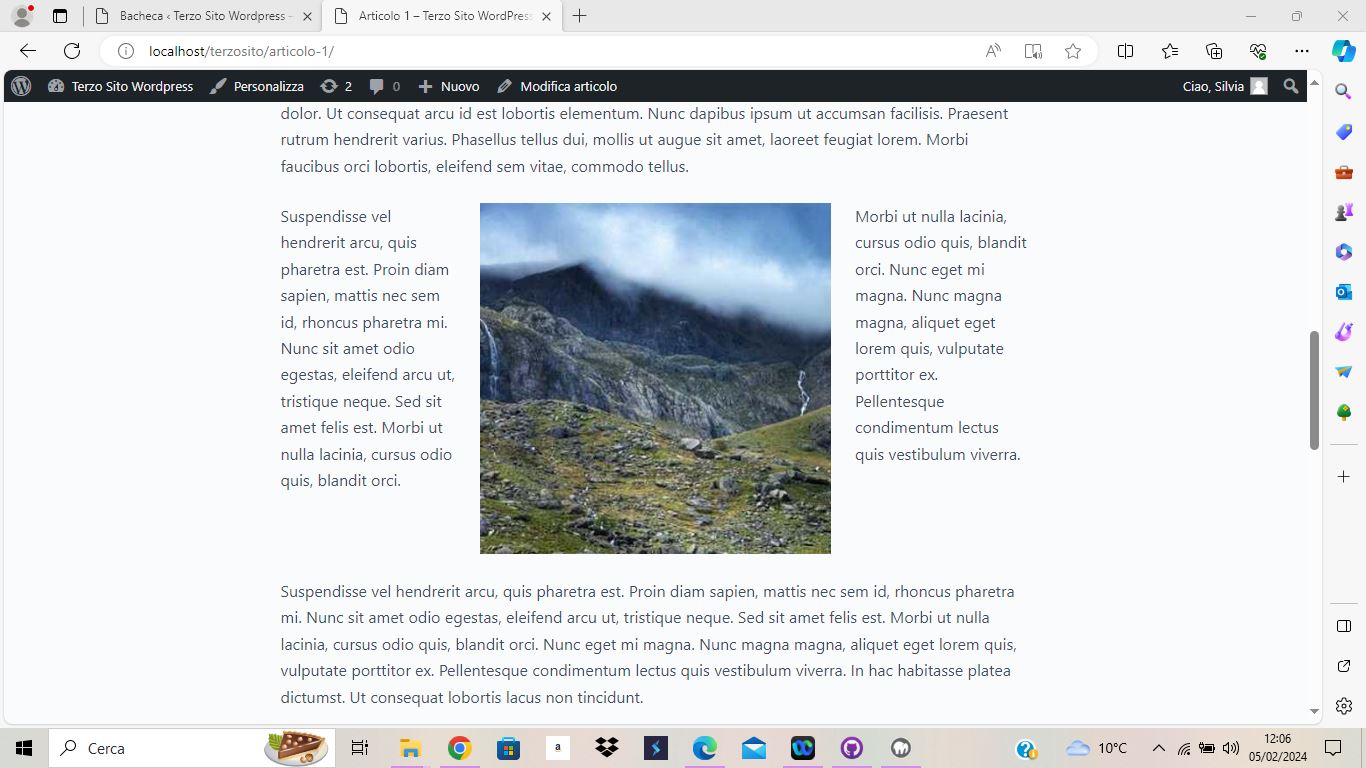 Bacheca ‹ Terzo Sito Wordpress –
Articolo 1 – Terzo Sito WordPress
localhost/terzosito/articolo-1/
Terzo Sito Wordpress Personalizza 2 0 Nuovo Modifica articolo Ciao, Silvia
dolor. Ut consequat arcu id est lobortis elementum. Nunc dapibus ipsum ut accumsan facilisis. Praesent
rutrum hendrerit varius. Phasellus tellus dui, mollis ut augue sit amet, laoreet feugiat lorem. Morbi
faucibus orci lobortis, eleifend sem vitae, commodo tellus.
Suspendisse vel
hendrerit arcu, quis
pharetra est. Proin diam
sapien, mattis nec sem
id, rhoncus pharetra mi.
Nunc sit amet odio
egestas, eleifend arcu ut,
tristique neque. Sed sit
amet felis est. Morbi ut
nulla lacinia, cursus odio
quis, blandit orci.
Morbi ut nulla lacinia,
cursus odio quis, blandit
orci. Nunc eget mi
magna. Nunc magna
magna, aliquet eget
lorem quis, vulputate
porttitor ex.
Pellentesque
condimentum lectus
quis vestibulum viverra.
Suspendisse vel hendrerit arcu, quis pharetra est. Proin diam sapien, mattis nec sem id, rhoncus pharetra
mi. Nunc sit amet odio egestas, eleifend arcu ut, tristique neque. Sed sit amet felis est. Morbi ut nulla
lacinia, cursus odio quis, blandit orci. Nunc eget mi magna. Nunc magna magna, aliquet eget lorem quis,
vulputate porttitor ex. Pellentesque condimentum lectus quis vestibulum viverra. In hac habitasse platea
dictumst. Ut consequat lobortis lacus non tincidunt.
Cerca
a
10°C
12:06
05/02/2024